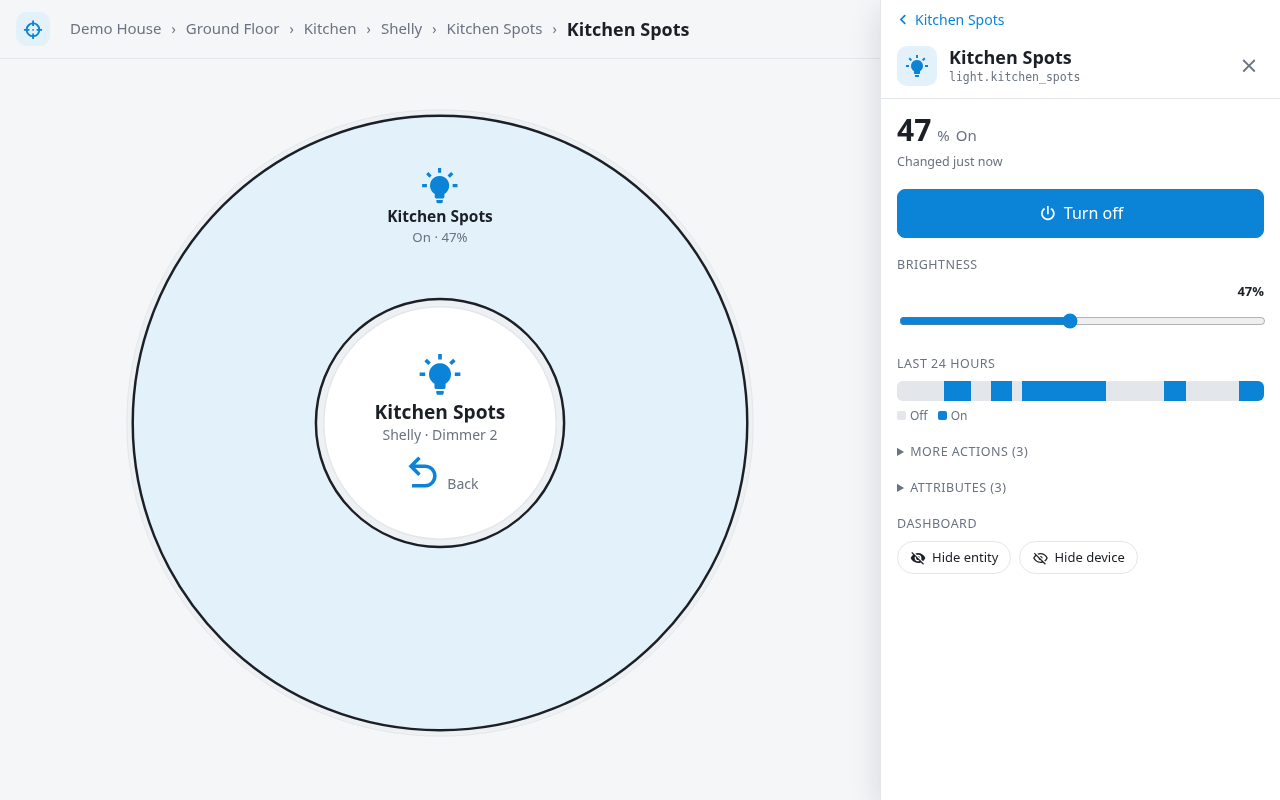 Demo House › Ground Floor › Kitchen › Shelly › Kitchen Spots › Kitchen Spots
Kitchen Spots
On · 47%
Kitchen Spots
Shelly · Dimmer 2
Back
Kitchen Spots
Kitchen Spots
light.kitchen_spots
47 % On
Changed just now
Turn off
BRIGHTNESS
47%
LAST 24 HOURS
Off On
MORE ACTIONS (3)
ATTRIBUTES (3)
DASHBOARD
Hide entity Hide device